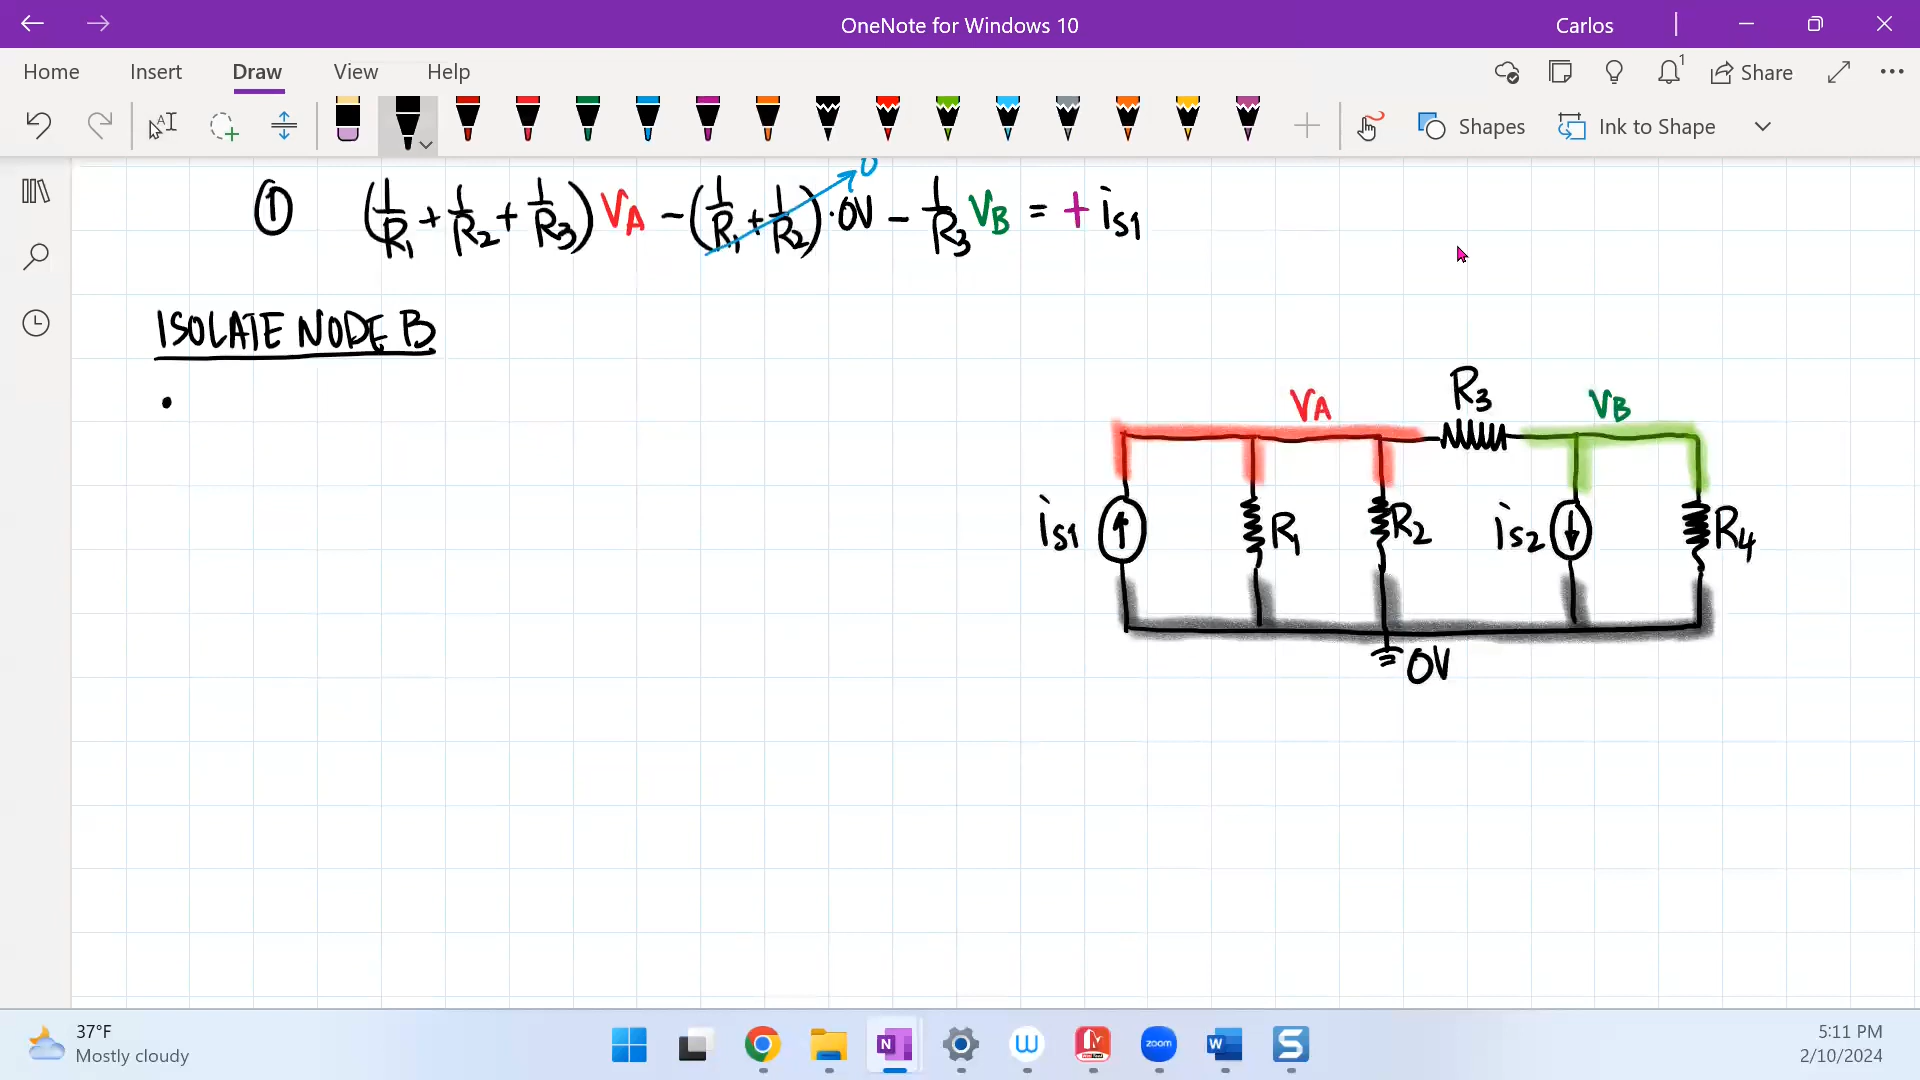 OneNote for Windows 10
Carlos
Home Insert Draw View Help
1
Share
Shapes Ink to Shape
0
① (1/R1 + 1/R2 + 1/R3) VA - (1/R1 + 1/R2) · 0V - 1/R3 VB = + is1
ISOLATE NODE B
R3
VA VB
is1 R1 R2 is2 R4
0V
37°F
Mostly cloudy
zoom
5:11 PM
2/10/2024